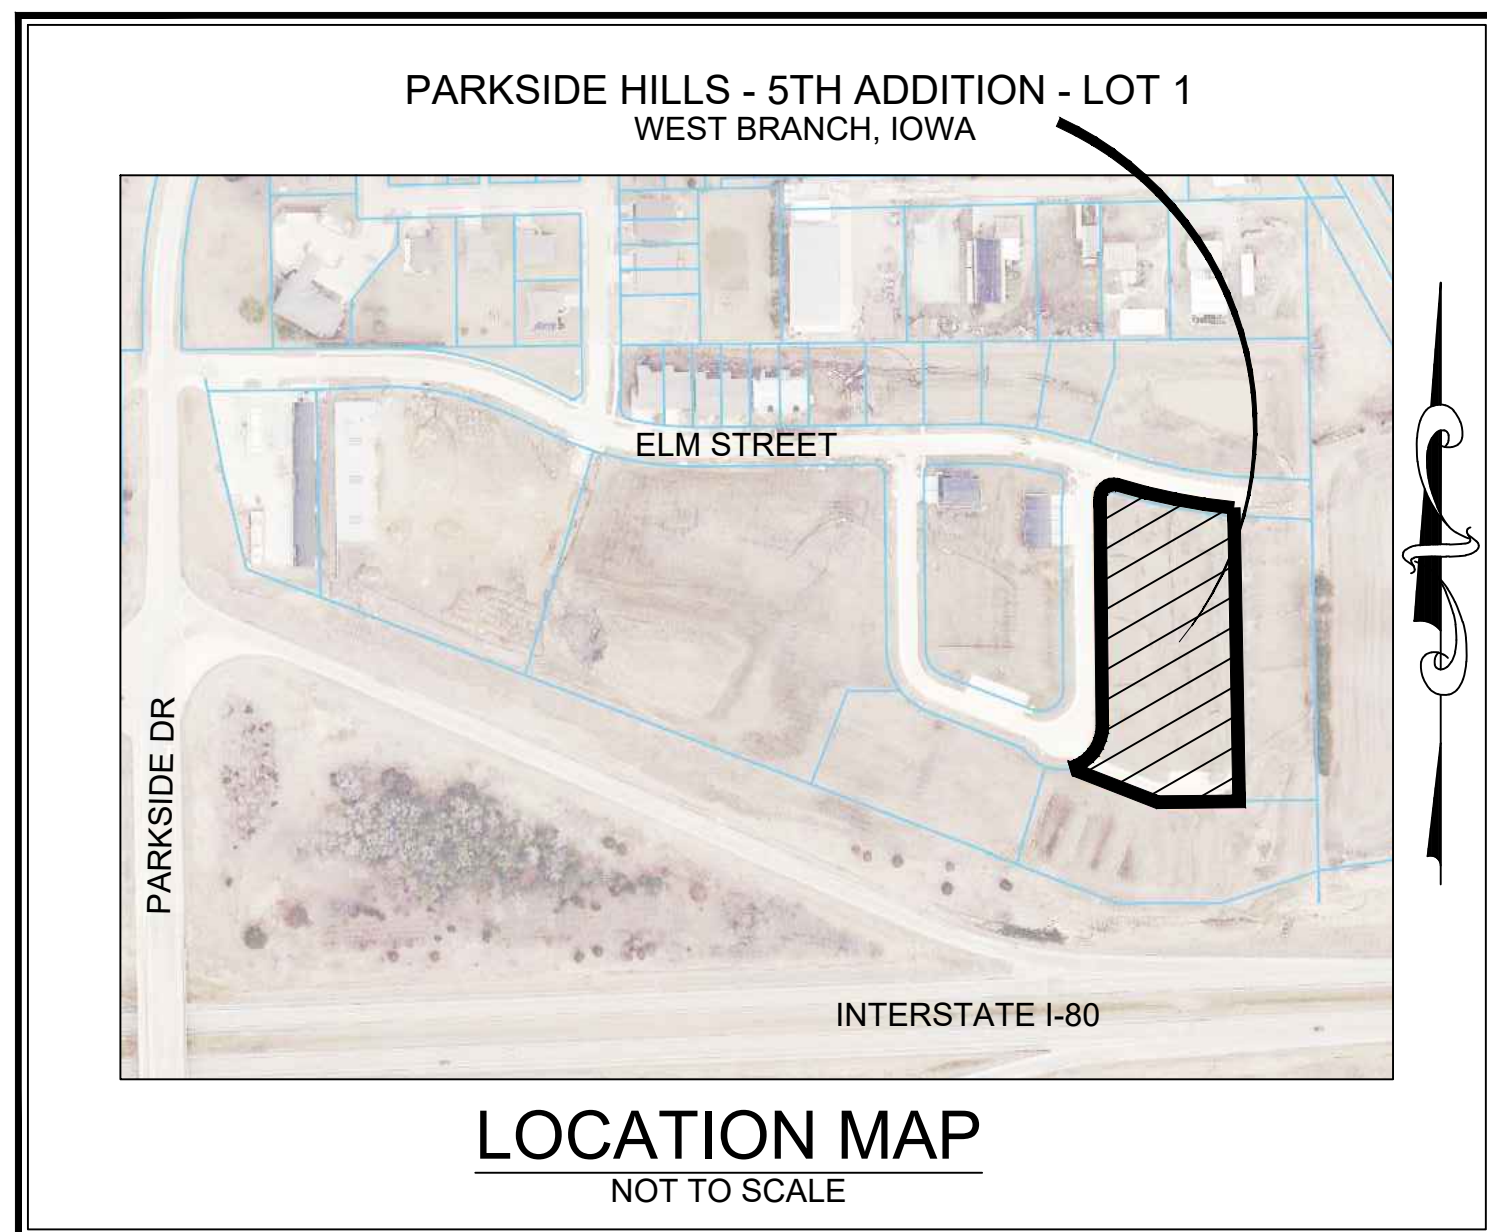 PARKSIDE HILLS - 5TH ADDITION - LOT 1
WEST BRANCH, IOWA
ELM STREET
PARKSIDE DR
INTERSTATE I-80
LOCATION MAP
NOT TO SCALE